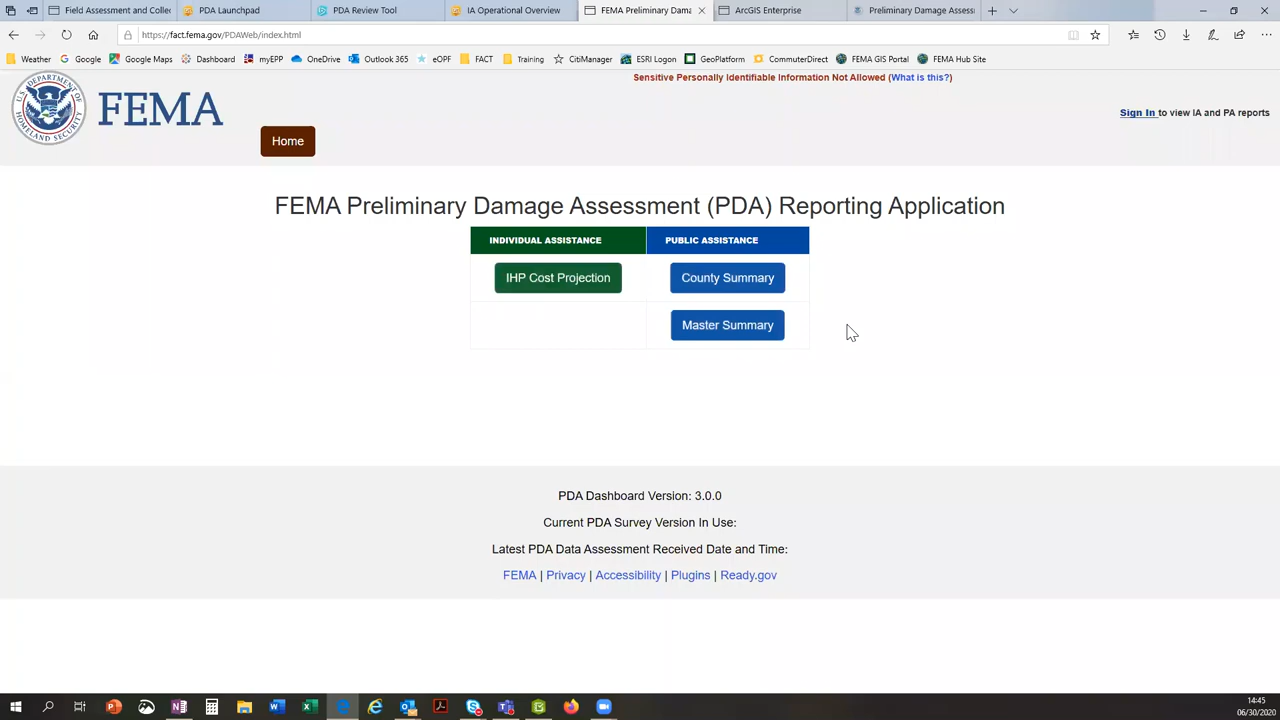 Field Assessment and Collec
PDA Launchpad
PDA Review Tool
IA Operational Overview
FEMA Preliminary Dama
ArcGIS Enterprise
Preliminary Damage Assess
https://fact.fema.gov/PDAWeb/index.html
Weather
Google
Google Maps
Dashboard
myEPP
OneDrive
Outlook 365
eOPF
FACT
Training
CitiManager
ESRI Logon
GeoPlatform
CommuterDirect
FEMA GIS Portal
FEMA Hub Site
Sensitive Personally Identifiable Information Not Allowed (What is this?)
U.S. DEPARTMENT OF HOMELAND SECURITY
FEMA
Sign In to view IA and PA reports
Home
FEMA Preliminary Damage Assessment (PDA) Reporting Application
INDIVIDUAL ASSISTANCE
PUBLIC ASSISTANCE
IHP Cost Projection
County Summary
Master Summary
PDA Dashboard Version: 3.0.0
Current PDA Survey Version In Use:
Latest PDA Data Assessment Received Date and Time:
FEMA | Privacy | Accessibility | Plugins | Ready.gov
14:45
06/30/2020